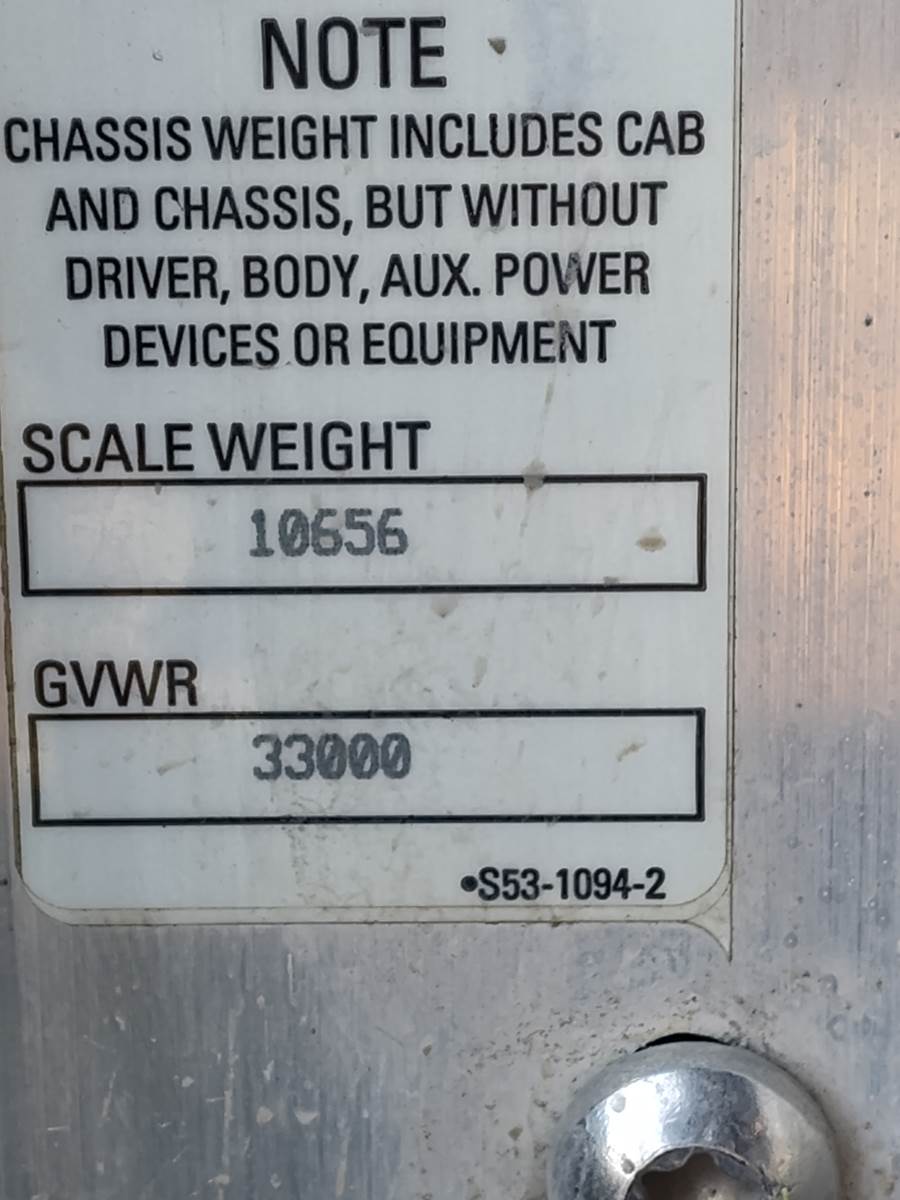 NOTE
CHASSIS WEIGHT INCLUDES CAB
AND CHASSIS, BUT WITHOUT
DRIVER, BODY, AUX. POWER
DEVICES OR EQUIPMENT
SCALE WEIGHT
10656
GVWR
33000
•S53-1094-2